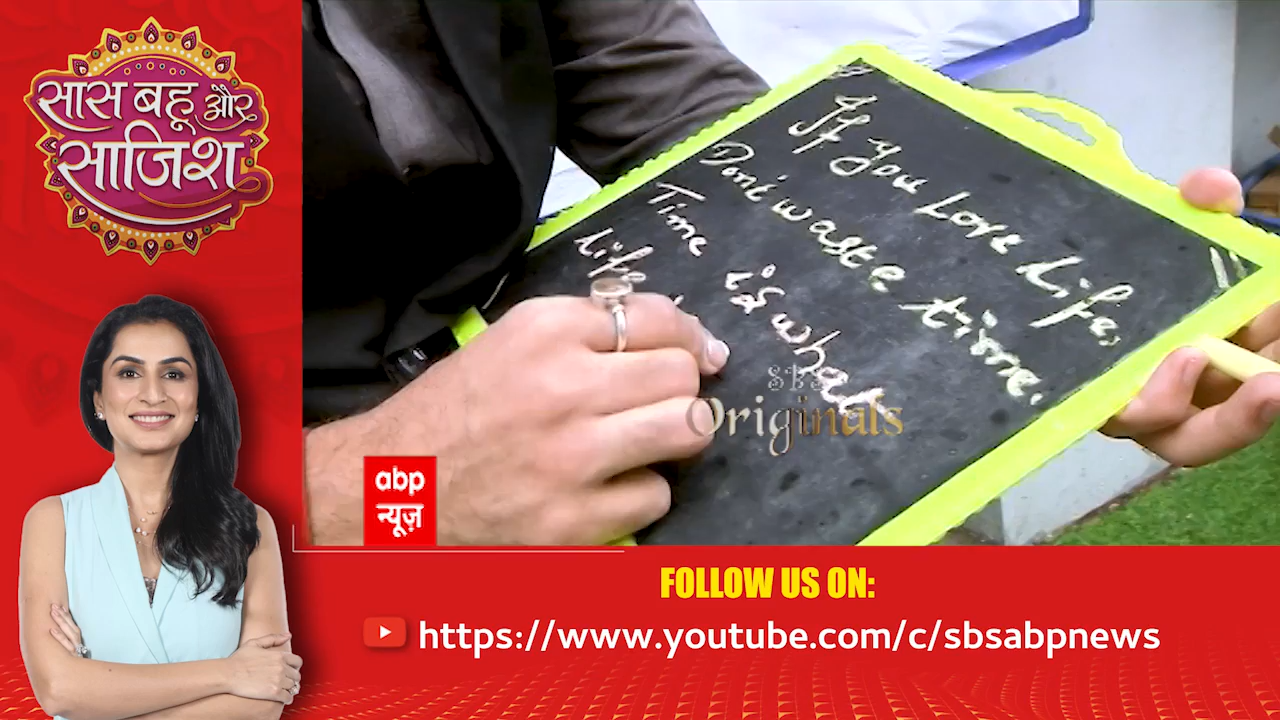 सास बहू और
साजिश
If you Love Life,
Don't waste time.
Time is what
Life
SBS
Originals
abp
न्यूज़
FOLLOW US ON:
https://www.youtube.com/c/sbsabpnews